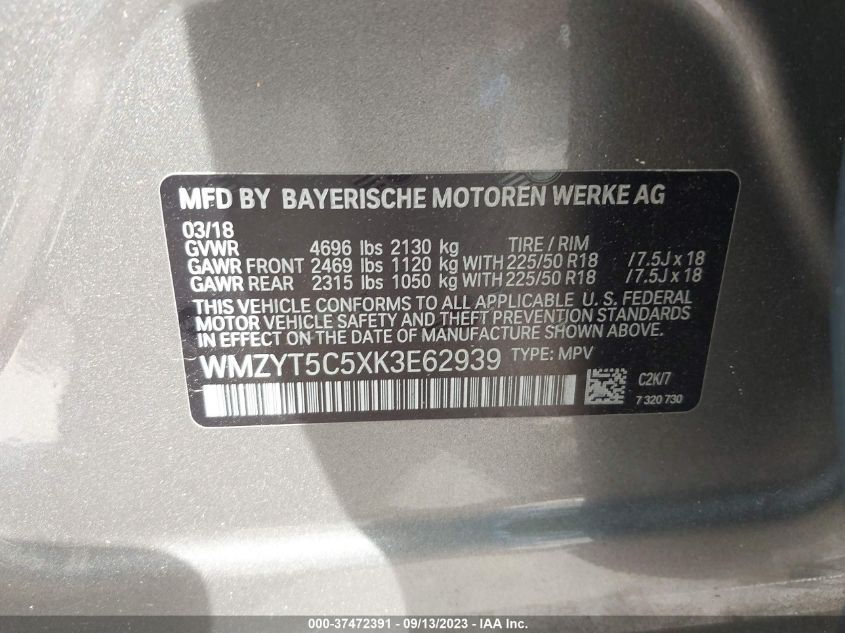 MFD BY BAYERISCHE MOTOREN WERKE AG
03/18
GVWR 4696 lbs 2130 kg TIRE / RIM
GAWR FRONT 2469 lbs 1120 kg WITH 225/50 R18 /7.5J x 18
GAWR REAR 2315 lbs 1050 kg WITH 225/50 R18 /7.5J x 18
THIS VEHICLE CONFORMS TO ALL APPLICABLE U. S. FEDERAL
MOTOR VEHICLE SAFETY AND THEFT PREVENTION STANDARDS
IN EFFECT ON THE DATE OF MANUFACTURE SHOWN ABOVE.
WMZYT5C5XK3E62939 TYPE: MPV
C2K/7
7 320 730
000-37472391 - 09/13/2023 - IAA Inc.